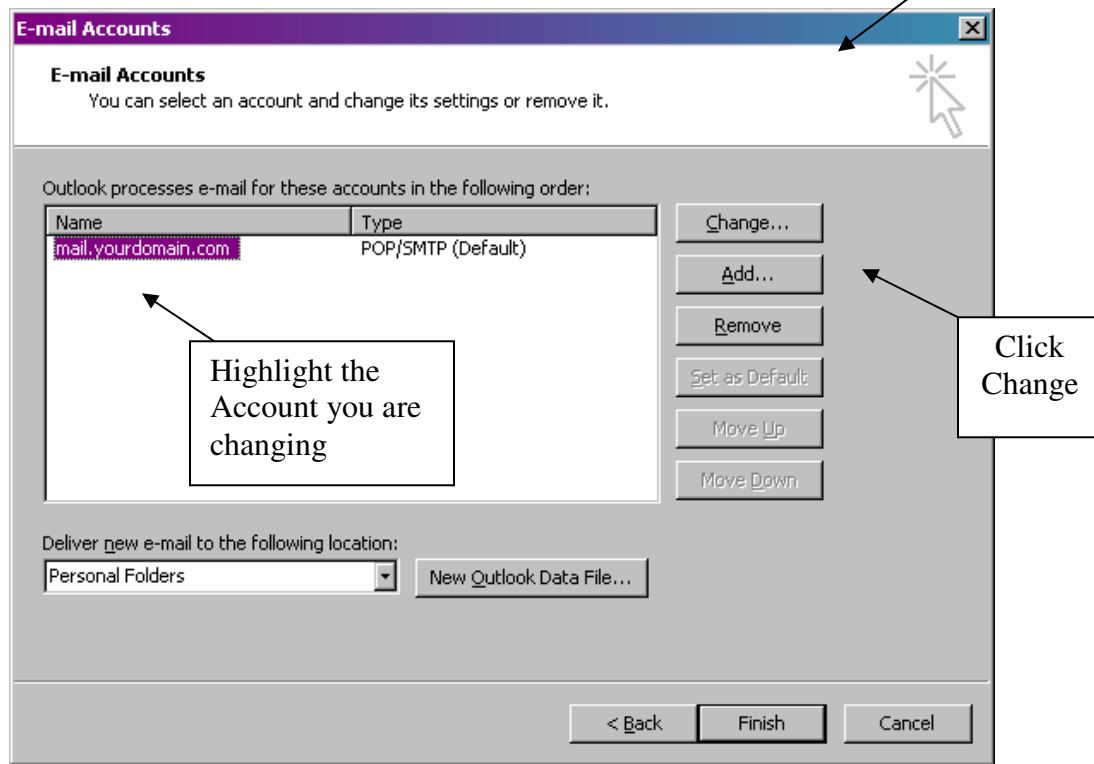 E-mail Accounts
E-mail Accounts
You can select an account and change its settings or remove it.
Outlook processes e-mail for these accounts in the following order:
Name Type
mail.yourdomain.com POP/SMTP (Default)
Change...
Add...
Remove
Set as Default
Move Up
Move Down
Highlight the
Account you are
changing
Click
Change
Deliver new e-mail to the following location:
Personal Folders
New Outlook Data File...
< Back
Finish
Cancel